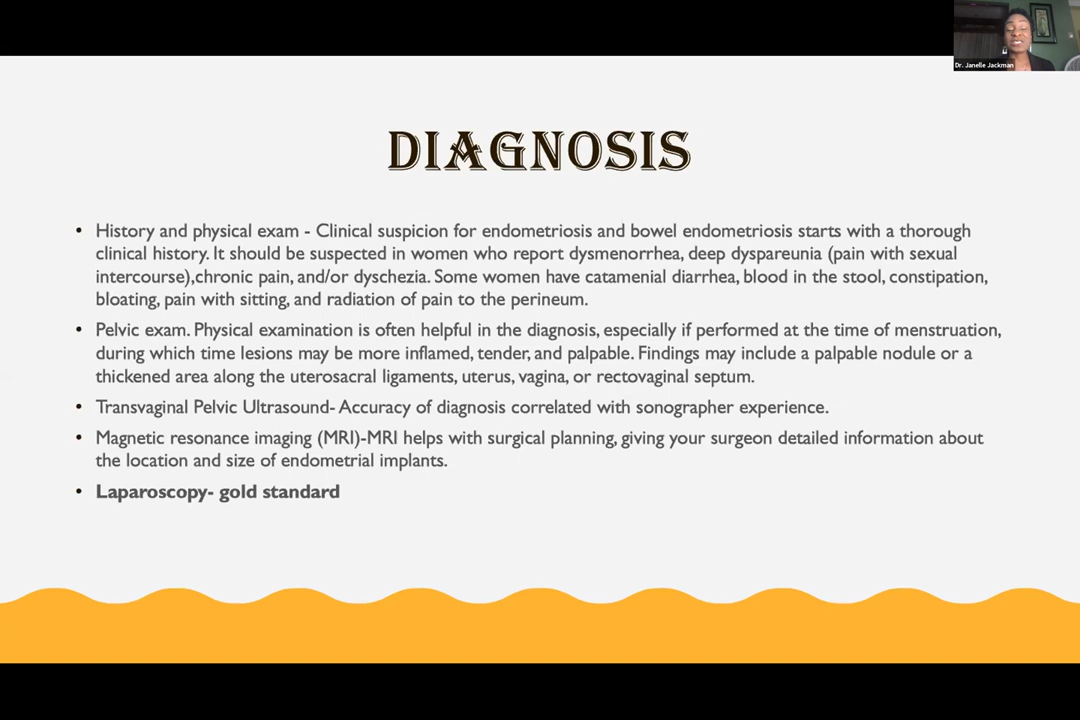 Dr. Janelle Jackman
DIAGNOSIS
• History and physical exam - Clinical suspicion for endometriosis and bowel endometriosis starts with a thorough
clinical history. It should be suspected in women who report dysmenorrhea, deep dyspareunia (pain with sexual
intercourse),chronic pain, and/or dyschezia. Some women have catamenial diarrhea, blood in the stool, constipation,
bloating, pain with sitting, and radiation of pain to the perineum.
• Pelvic exam. Physical examination is often helpful in the diagnosis, especially if performed at the time of menstruation,
during which time lesions may be more inflamed, tender, and palpable. Findings may include a palpable nodule or a
thickened area along the uterosacral ligaments, uterus, vagina, or rectovaginal septum.
• Transvaginal Pelvic Ultrasound- Accuracy of diagnosis correlated with sonographer experience.
• Magnetic resonance imaging (MRI)-MRI helps with surgical planning, giving your surgeon detailed information about
the location and size of endometrial implants.
• Laparoscopy- gold standard